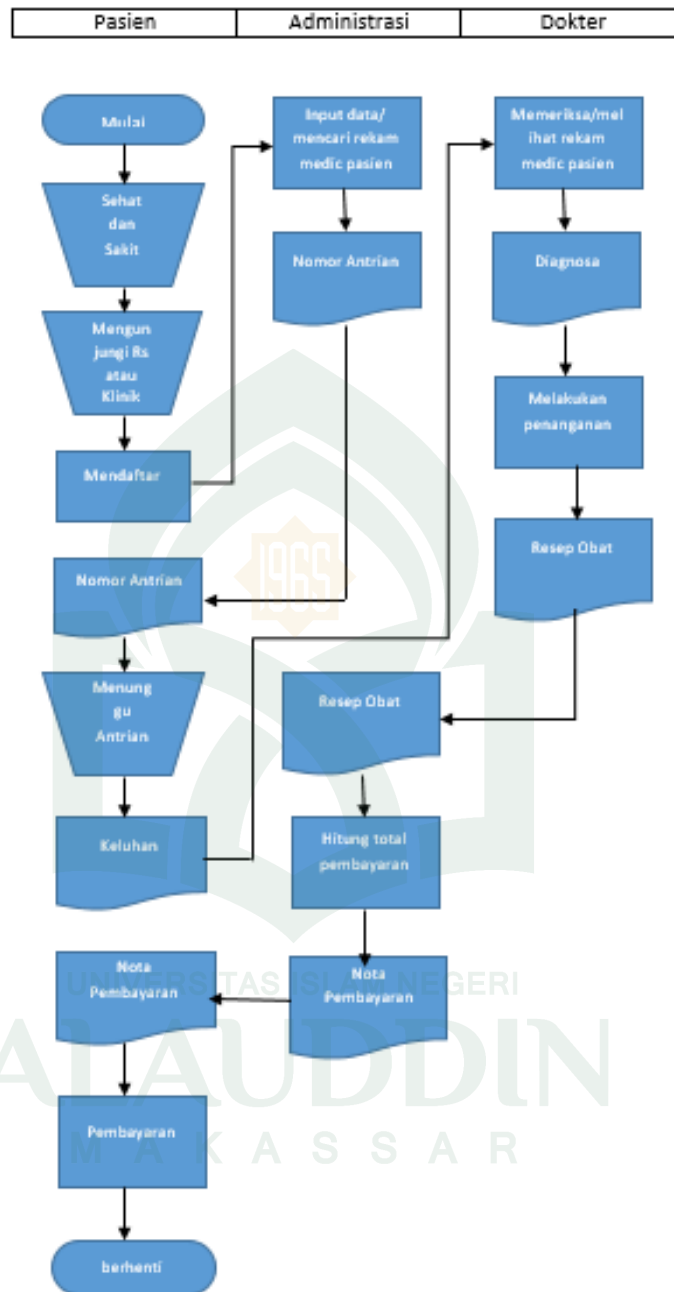 Pasien
Administrasi
Dokter
Mulai
Sehat
dan
Sakit
Mengun
jungi Rs
atau
Klinik
Mendaftar
Nomor Antrian
Menung
gu
Antrian
Keluhan
Nota
Pembayaran
Pembayaran
berhenti
Input data/
mencari rekam
medic pasien
Nomor Antrian
Resep Obat
Hitung total
pembayaran
Nota
Pembayaran
Memeriksa/mel
ihat rekam
medic pasien
Diagnosa
Melakukan
penanganan
Resep Obat
1965
UNIVERSITAS ISLAM NEGERI
ALAUDDIN
MAKASSAR